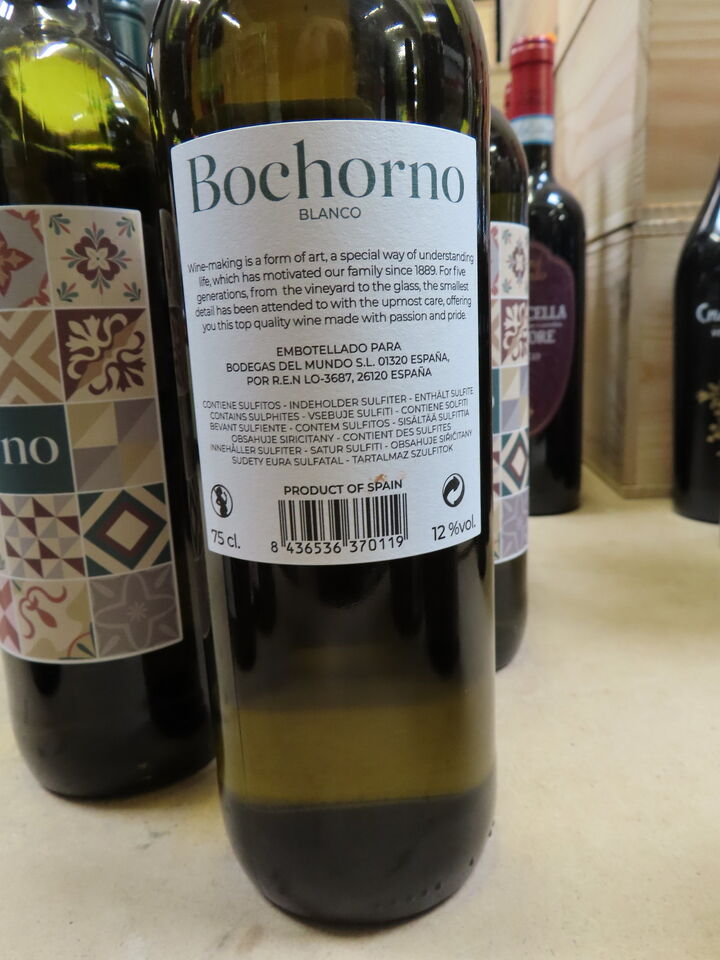 Bochorno
BLANCO
Wine-making is a form of art, a special way of understanding
life, which has motivated our family since 1889. For five
generations, from the vineyard to the glass, the smallest
detail has been attended to with the upmost care, offering
you this top quality wine made with passion and pride.
EMBOTELLADO PARA
BODEGAS DEL MUNDO S.L. 01320 ESPAÑA,
POR R.E.N LO-3687, 26120 ESPAÑA
CONTIENE SULFITOS - INDEHOLDER SULFITER - ENTHÄLT SULFITE
CONTAINS SULPHITES - VSEBUJE SULFITI - CONTIENE SOLFITI
BEVANT SULFIENTE - CONTEM SULFITOS - SISÄLTÄÄ SULFITTIA
OBSAHUJE SIRICITANY - CONTIENT DES SULFITES
INNEHÅLLER SULFITER - SATUR SULFITI - OBSAHUJE SIŘIČITANY
SUDETY EURA SULFATAL - TARTALMAZ SZULFITOK
PRODUCT OF SPAIN
75 cl.
8 436536 370119
12 %vol.
no
CELLA
ORE